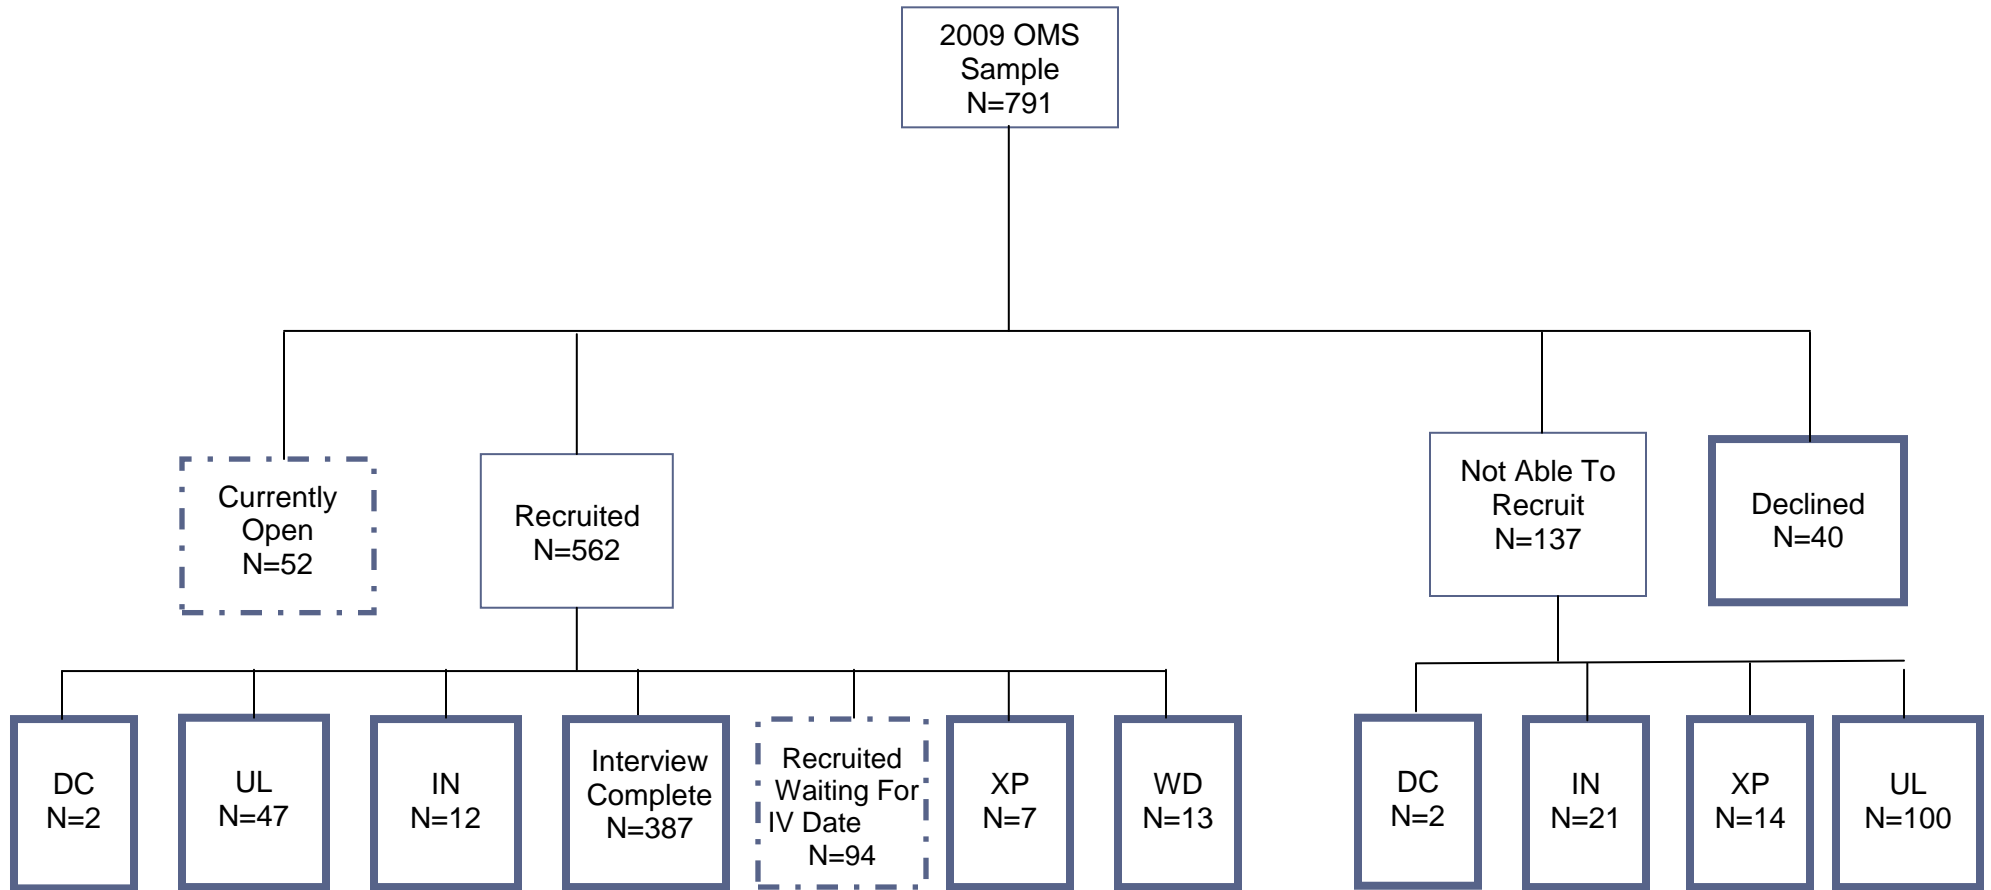 2009 OMS
Sample
N=791
Currently
Open
N=52
Recruited
N=562
Not Able To
Recruit
N=137
Declined
N=40
DC
N=2
UL
N=47
IN
N=12
Interview
Complete
N=387
Recruited
Waiting For
IV Date
N=94
XP
N=7
WD
N=13
DC
N=2
IN
N=21
XP
N=14
UL
N=100